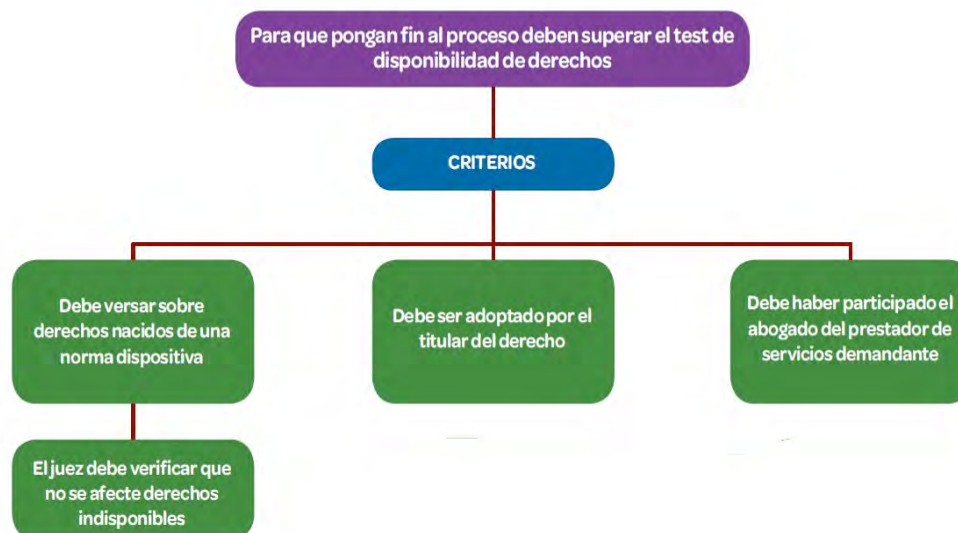 Para que pongan fin al proceso deben superar el test de
disponibilidad de derechos
CRITERIOS
Debe versar sobre
derechos nacidos de una
norma dispositiva
Debe ser adoptado por el
titular del derecho
Debe haber participado el
abogado del prestador de
servicios demandante
El juez debe verificar que
no se afecte derechos
indisponibles